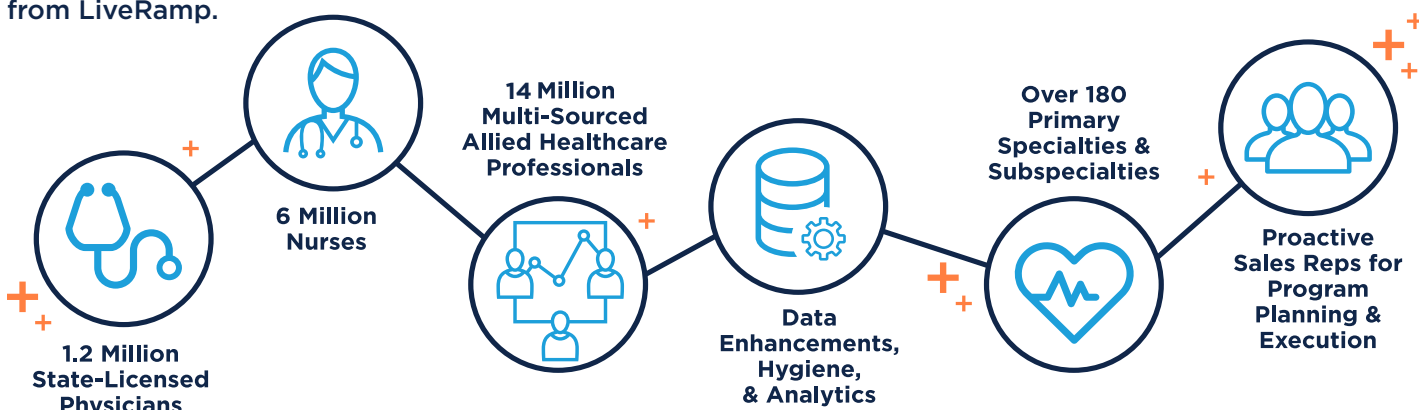 from LiveRamp.
1.2 Million
State-Licensed
Physicians
6 Million
Nurses
14 Million
Multi-Sourced
Allied Healthcare
Professionals
Data
Enhancements,
Hygiene,
& Analytics
Over 180
Primary
Specialties &
Subspecialties
Proactive
Sales Reps for
Program
Planning &
Execution